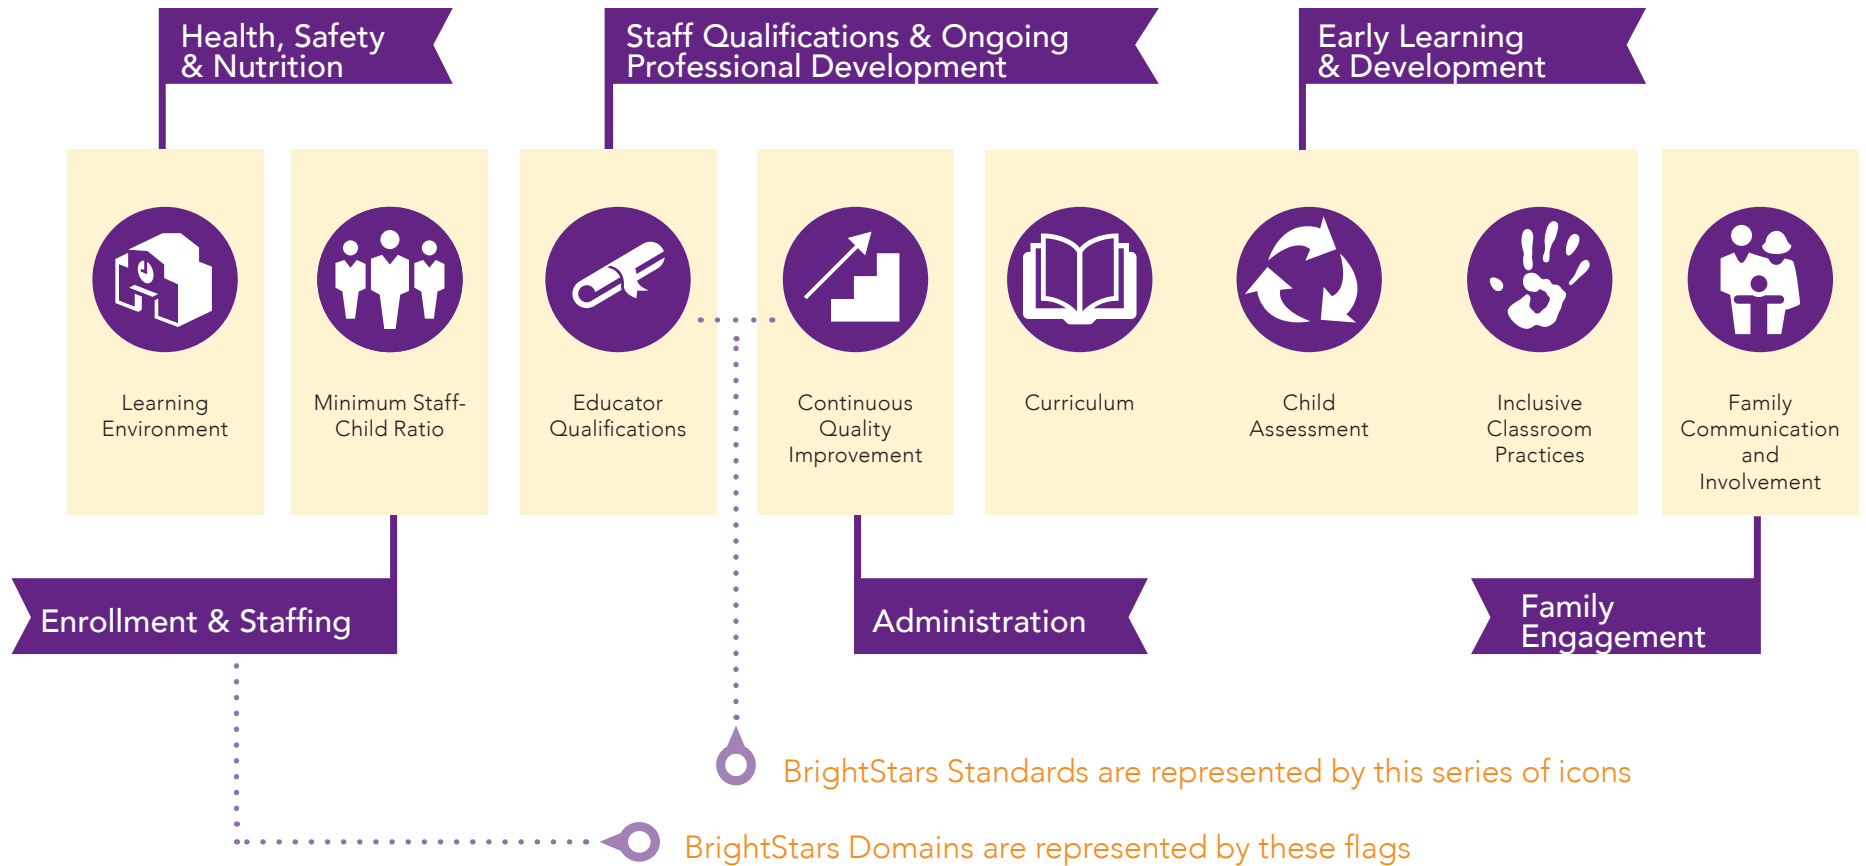 Health, Safety
& Nutrition
Staff Qualifications & Ongoing
Professional Development
Early Learning
& Development
Learning
Environment
Minimum Staff-
Child Ratio
Educator
Qualifications
Continuous
Quality
Improvement
Curriculum
Child
Assessment
Inclusive
Classroom
Practices
Family
Communication
and
Involvement
Enrollment & Staffing
Administration
Family
Engagement
BrightStars Standards are represented by this series of icons
BrightStars Domains are represented by these flags